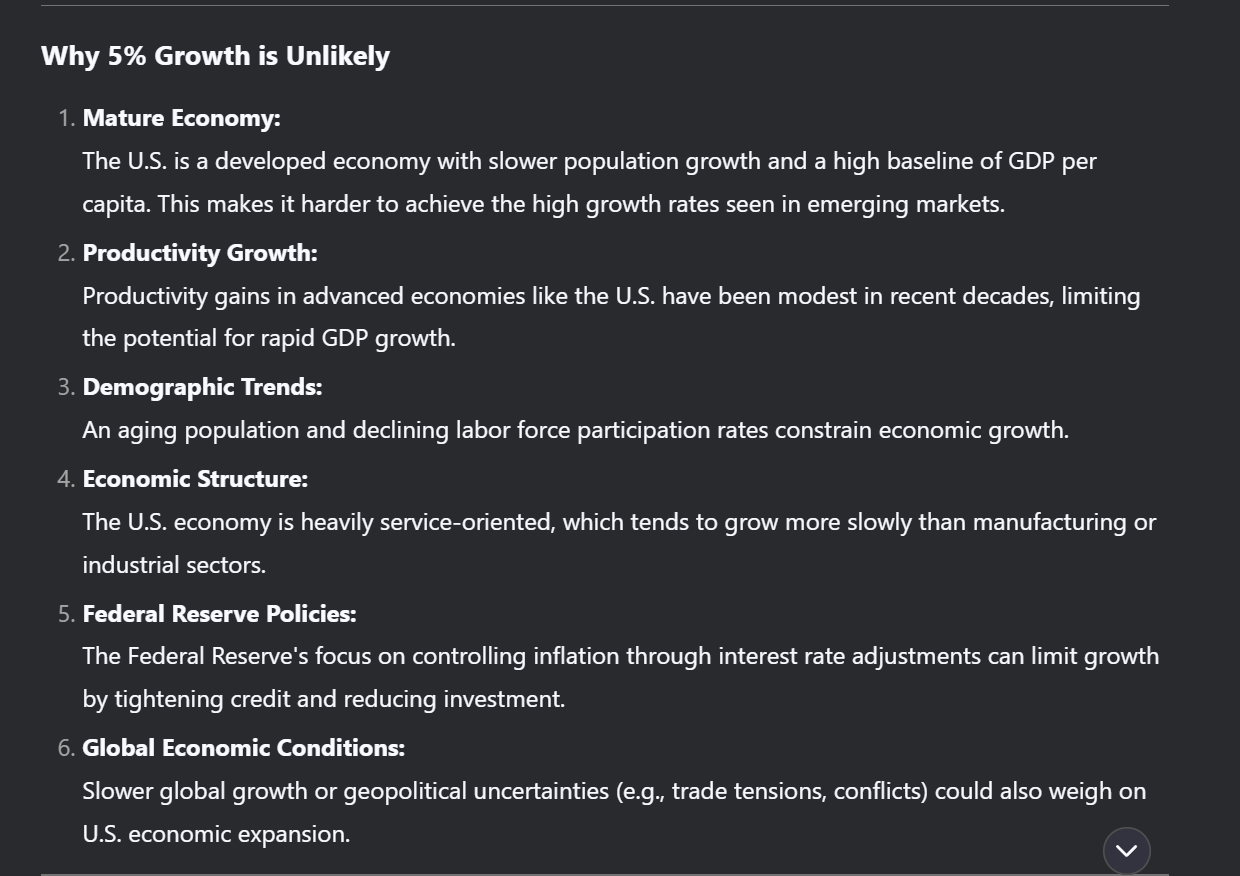 Why 5% Growth is Unlikely
1. Mature Economy:
The U.S. is a developed economy with slower population growth and a high baseline of GDP per
capita. This makes it harder to achieve the high growth rates seen in emerging markets.
2. Productivity Growth:
Productivity gains in advanced economies like the U.S. have been modest in recent decades, limiting
the potential for rapid GDP growth.
3. Demographic Trends:
An aging population and declining labor force participation rates constrain economic growth.
4. Economic Structure:
The U.S. economy is heavily service-oriented, which tends to grow more slowly than manufacturing or
industrial sectors.
5. Federal Reserve Policies:
The Federal Reserve's focus on controlling inflation through interest rate adjustments can limit growth
by tightening credit and reducing investment.
6. Global Economic Conditions:
Slower global growth or geopolitical uncertainties (e.g., trade tensions, conflicts) could also weigh on
U.S. economic expansion.